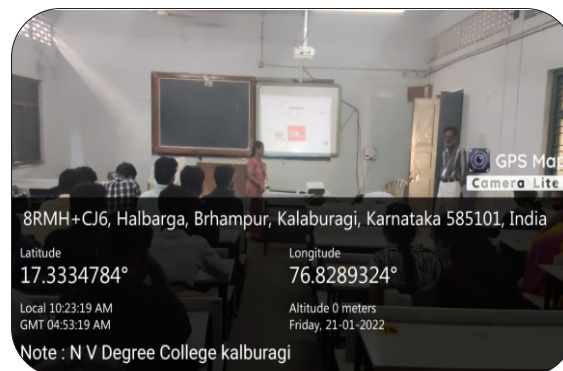 GPS Map
Camera Lite
8RMH+CJ6, Halbarga, Brhampur, Kalaburagi, Karnataka 585101, India
Latitude
17.3334784°
Longitude
76.8289324°
Local 10:23:19 AM
GMT 04:53:19 AM
Altitude 0 meters
Friday, 21-01-2022
Note : N V Degree College kalburagi